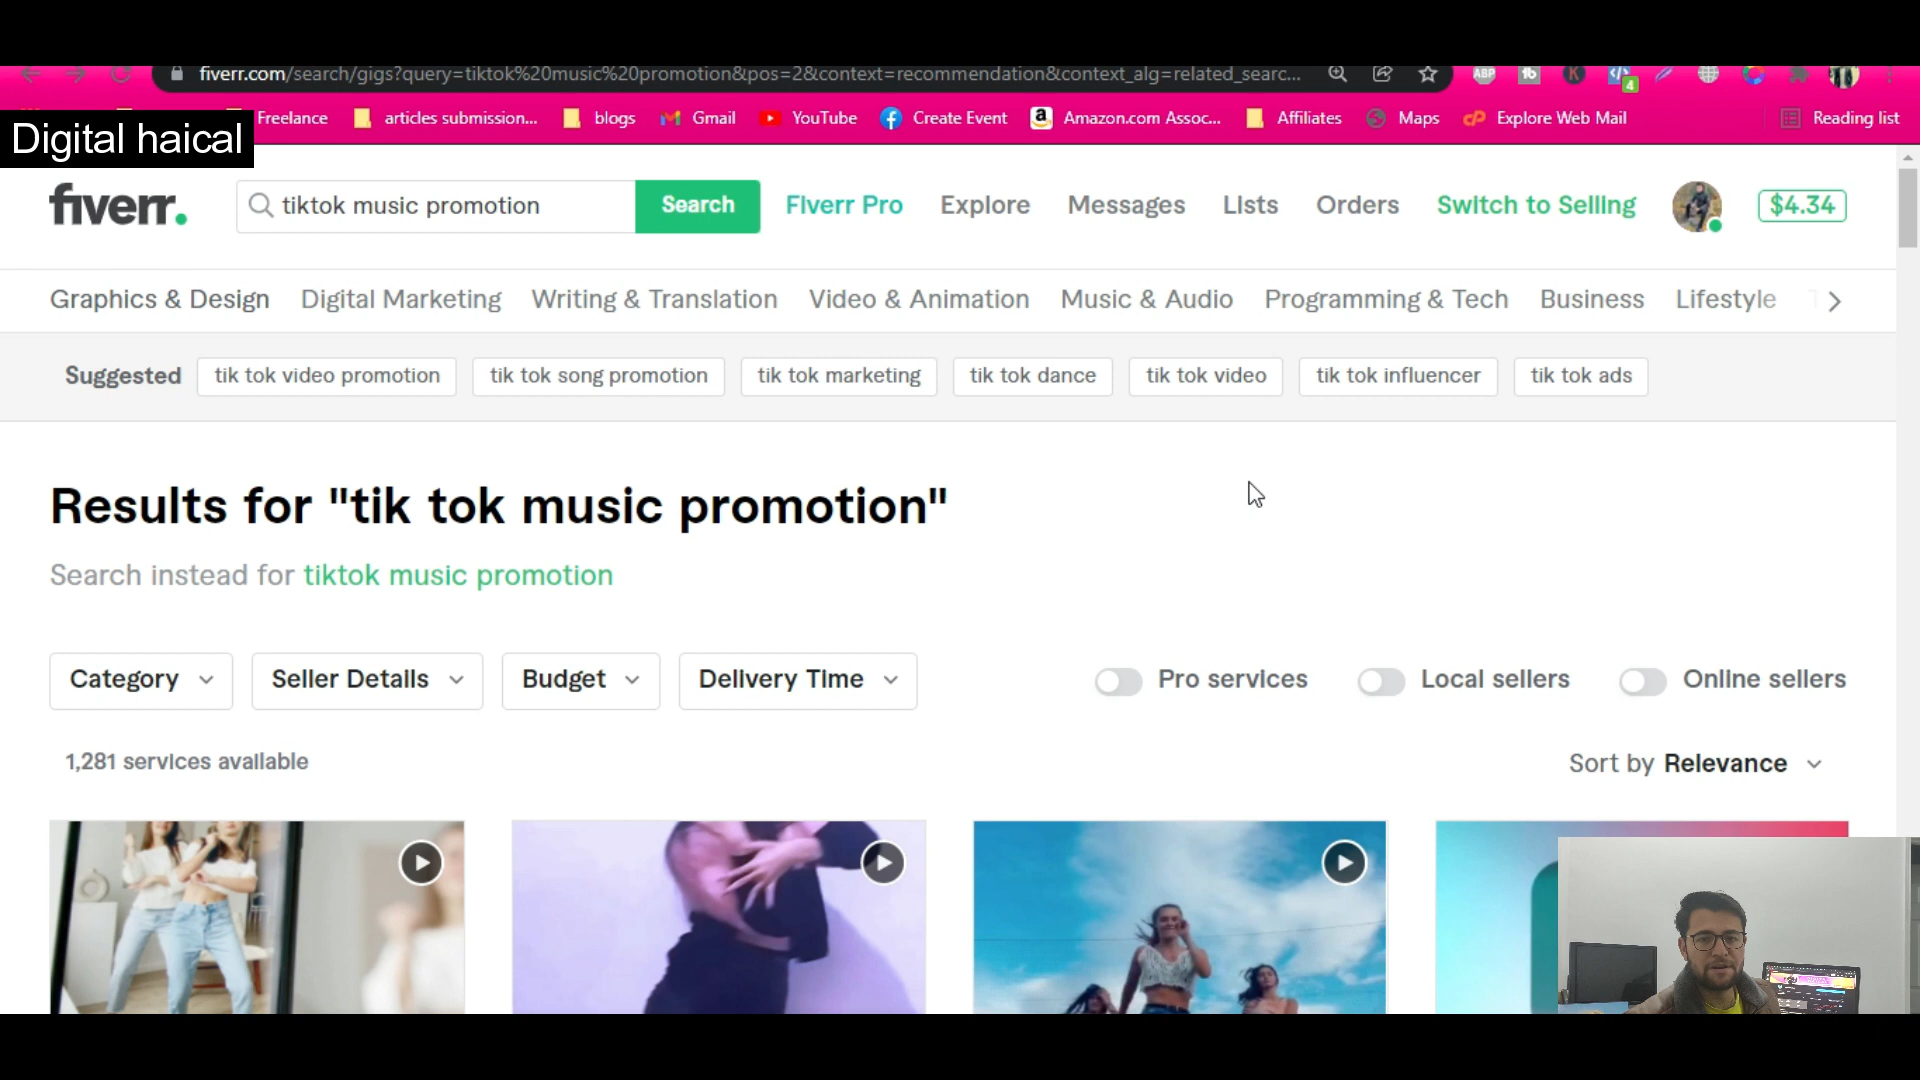 fiverr.com/search/gigs?query=tiktok%20music%20promotion&pos=2&context=recommendation&context_alg=related_searc...
ABP
tb
K
4
Freelance
articles submission...
blogs
Gmail
YouTube
Create Event
Amazon.com Assoc...
Affiliates
Maps
Explore Web Mail
Reading list
Digital haical
fiverr.
tiktok music promotion
Search
Fiverr Pro
Explore
Messages
Lists
Orders
Switch to Selling
$4.34
Graphics & Design
Digital Marketing
Writing & Translation
Video & Animation
Music & Audio
Programming & Tech
Business
Lifestyle
Suggested
tik tok video promotion
tik tok song promotion
tik tok marketing
tik tok dance
tik tok video
tik tok influencer
tik tok ads
Results for "tik tok music promotion"
Search instead for tiktok music promotion
Category
Seller Details
Budget
Delivery Time
Pro services
Local sellers
Online sellers
1,281 services available
Sort by Relevance